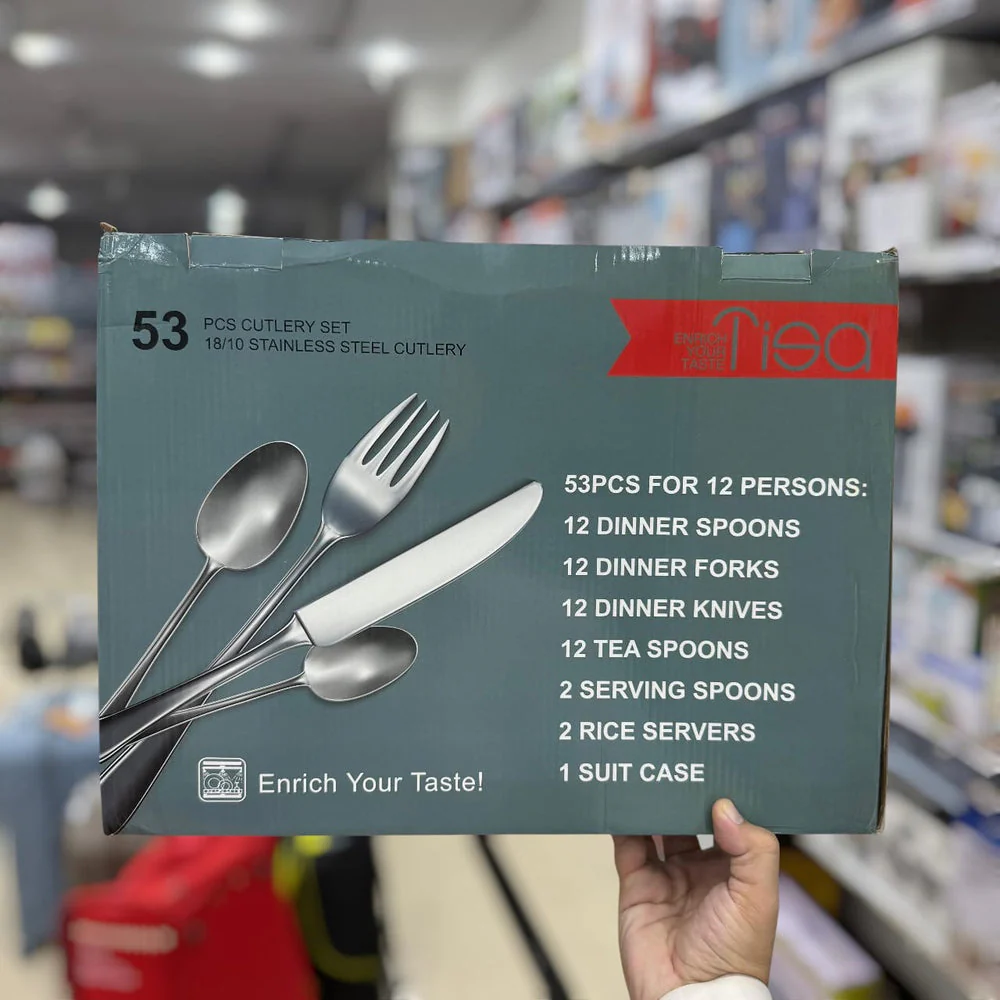 53 PCS CUTLERY SET
18/10 STAINLESS STEEL CUTLERY
ENRICH
YOUR
TASTE
Tisa
53PCS FOR 12 PERSONS:
12 DINNER SPOONS
12 DINNER FORKS
12 DINNER KNIVES
12 TEA SPOONS
2 SERVING SPOONS
2 RICE SERVERS
1 SUIT CASE
Enrich Your Taste!